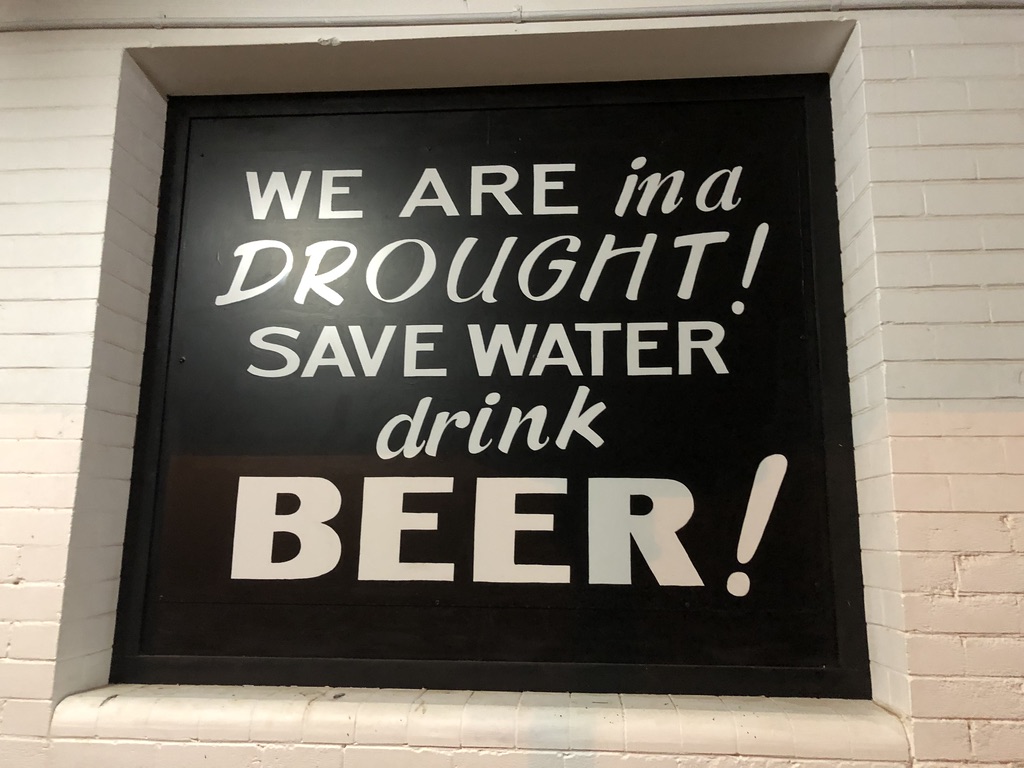 WE ARE in a
DROUGHT!
SAVE WATER
drink
BEER!